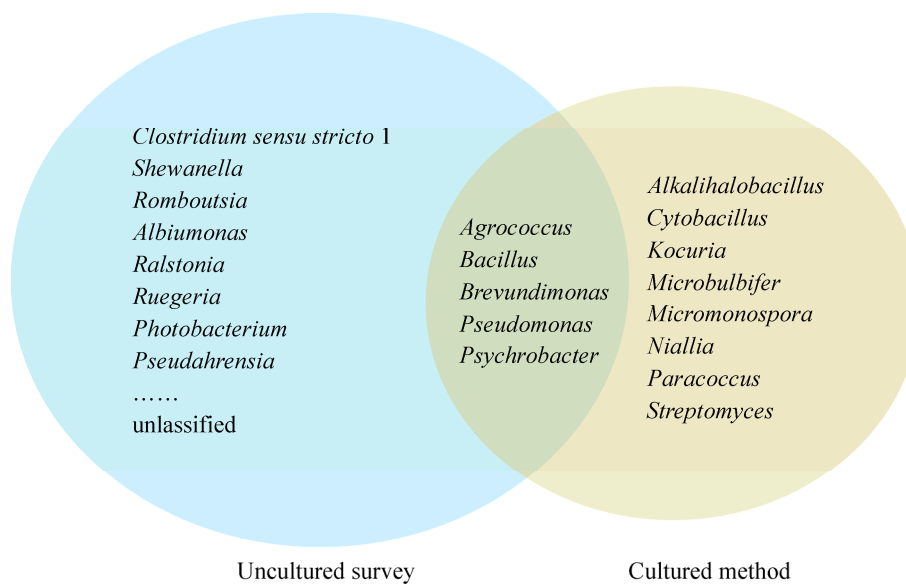 Clostridium sensu stricto 1
Shewanella
Romboutsia
Albiumonas
Ralstonia
Ruegeria
Photobacterium
Pseudahrensia
……
unlassified
Agrococcus
Bacillus
Brevundimonas
Pseudomonas
Psychrobacter
Alkalihalobacillus
Cytobacillus
Kocuria
Microbulbifer
Micromonospora
Niallia
Paracoccus
Streptomyces
Uncultured survey
Cultured method